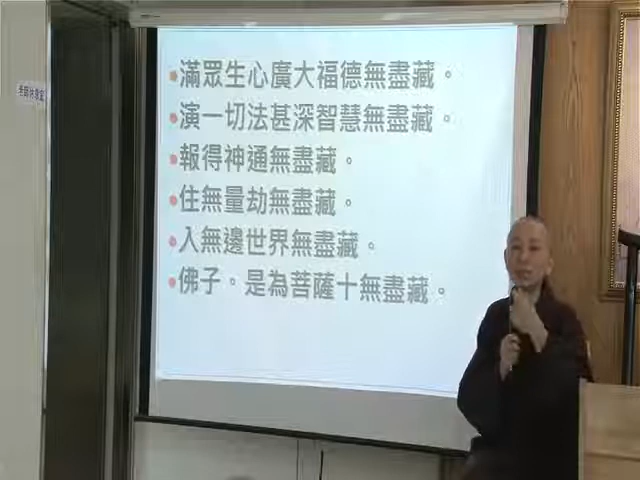 滿眾生心廣大福德無盡藏。
演一切法甚深智慧無盡藏。
報得神通無盡藏。
住無量劫無盡藏。
入無邊世界無盡藏。
佛子。是為菩薩十無盡藏。